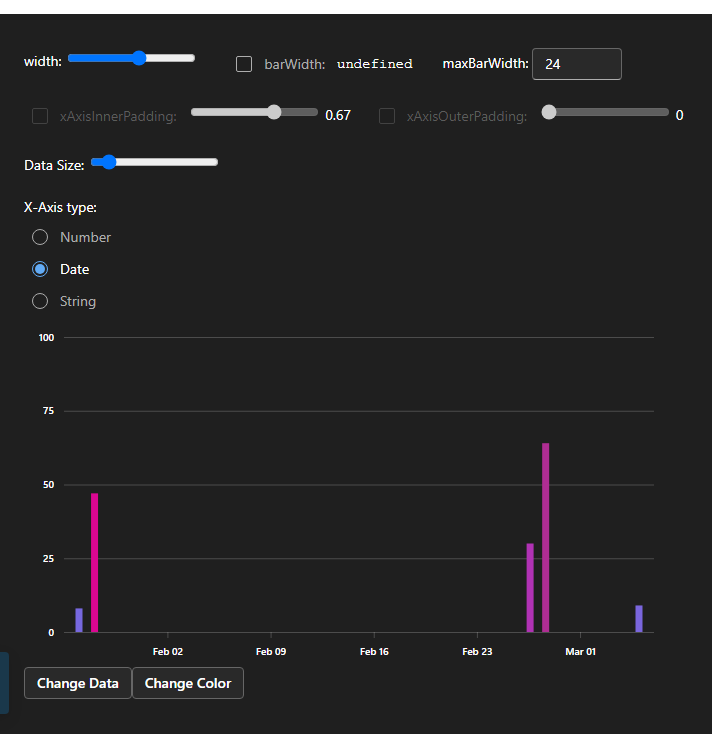 width: barWidth: undefined maxBarWidth: 24
xAxisInnerPadding: 0.67 xAxisOuterPadding: 0
Data Size:
X-Axis type:
Number
Date
String
100
75
50
25
0
Feb 02 Feb 09 Feb 16 Feb 23 Mar 01
Change Data Change Color